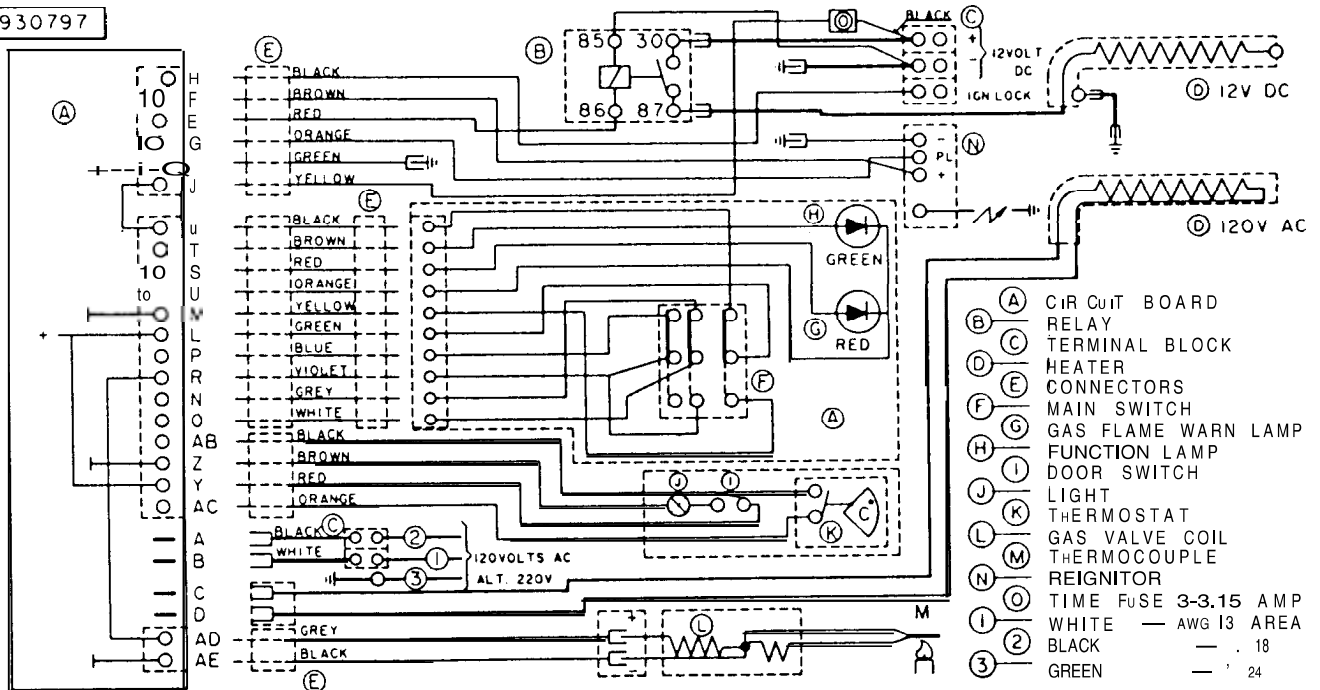 930797
A
H
F
10
E
G
10
J
u
T
S
10
U
10
M
+
L
P
R
N
O
AB
Z
Y
AC
A
B
C
D
AD
AE
E
BLACK
BROWN
RED
ORANGE
GREEN
YELLOW
E
BLACK
BROWN
RED
ORANGE
YELLOW
GREEN
BLUE
VIOLET
GREY
WHITE
BLACK
BROWN
RED
ORANGE
BLACK C 2
WHITE 1
3
120VOLTS AC
ALT. 220V
GREY
BLACK
E
B
85 30
86 87
O
BLACK C
+
-
12VOLT
DC
IGN LOCK
-
PL
+
N
D 12V DC
D 120V AC
H
GREEN
G
RED
F
A
J I
K
C
+
L
M
A CIRCUIT BOARD
B RELAY
C TERMINAL BLOCK
D HEATER
E CONNECTORS
F MAIN SWITCH
G GAS FLAME WARN LAMP
H FUNCTION LAMP
I DOOR SWITCH
J LIGHT
K THERMOSTAT
L GAS VALVE COIL
M THERMOCOUPLE
N REIGNITOR
O TIME FUSE 3-3.15 AMP
1 WHITE — AWG 13 AREA
2 BLACK — . 18
3 GREEN — ' 24